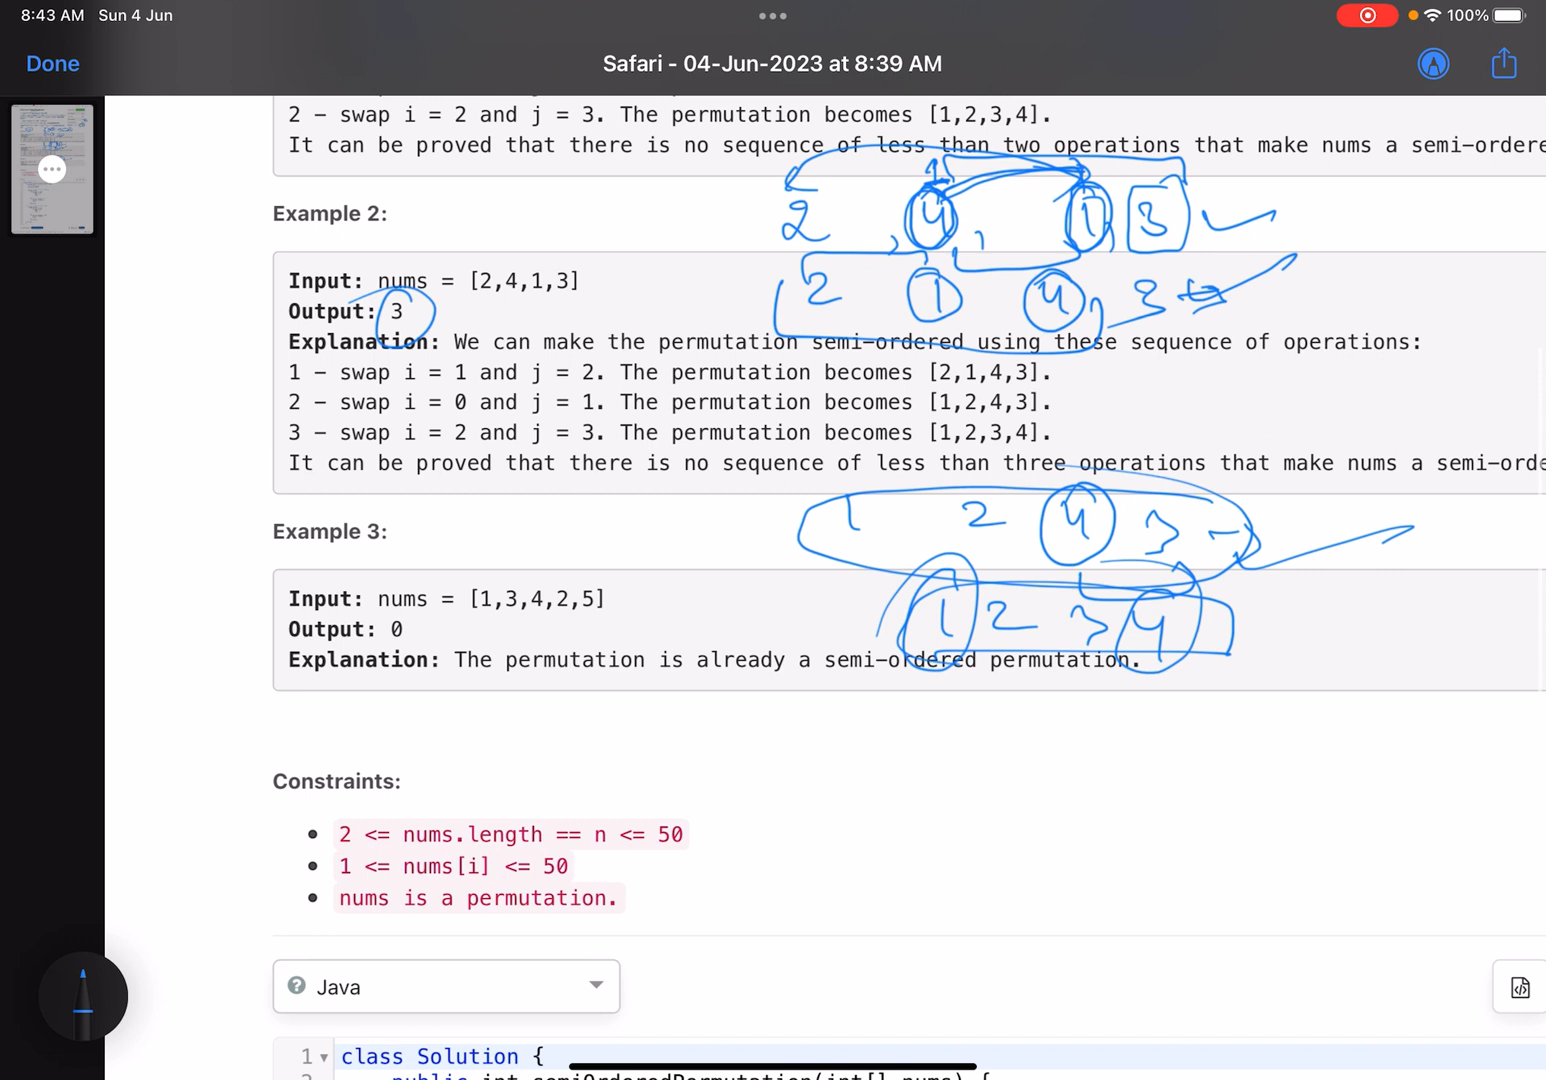 8:43 AM Sun 4 Jun
100%
Done
Safari - 04-Jun-2023 at 8:39 AM
2 - swap i = 2 and j = 3. The permutation becomes [1,2,3,4].
It can be proved that there is no sequence of less than two operations that make nums a semi-ordere
2 , 4 , 1 , 3
Example 2:
Input: nums = [2,4,1,3]
2 1 4 3
Output: 3
Explanation: We can make the permutation semi-ordered using these sequence of operations:
1 - swap i = 1 and j = 2. The permutation becomes [2,1,4,3].
2 - swap i = 0 and j = 1. The permutation becomes [1,2,4,3].
3 - swap i = 2 and j = 3. The permutation becomes [1,2,3,4].
It can be proved that there is no sequence of less than three operations that make nums a semi-orde
1 2 4 3
Example 3:
Input: nums = [1,3,4,2,5]
1 2 3 4
Output: 0
Explanation: The permutation is already a semi-ordered permutation.
Constraints:
2 <= nums.length == n <= 50
1 <= nums[i] <= 50
nums is a permutation.
Java
1 class Solution {
public int semiOrderedPermutation(int[] nums) {